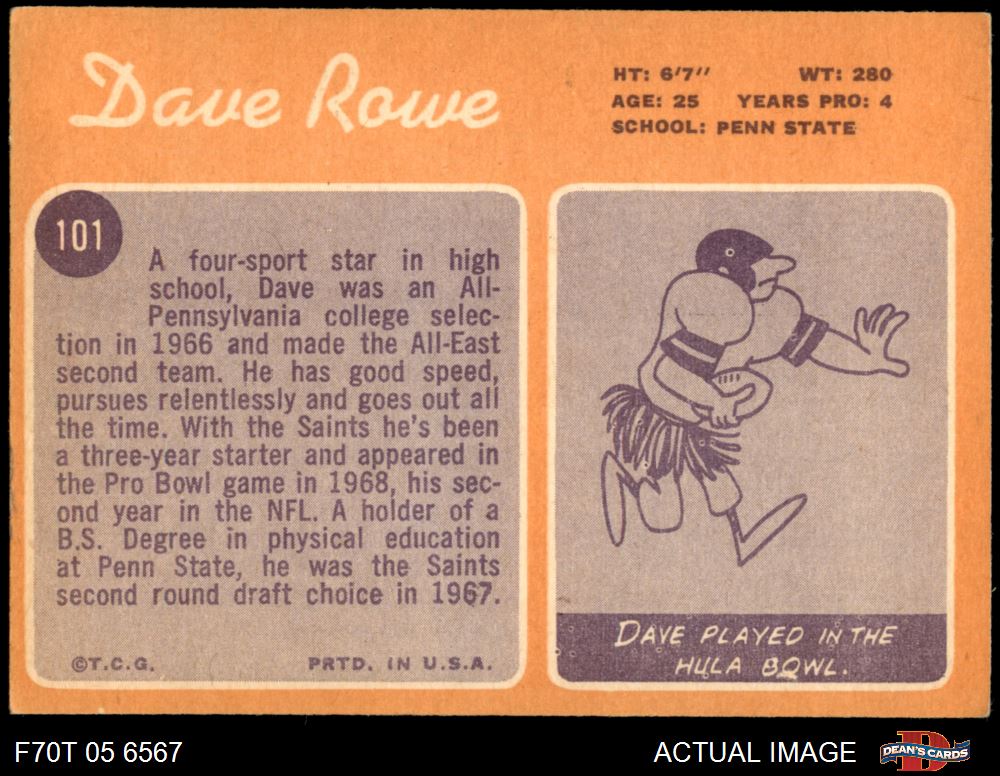 Dave Rowe
HT: 6'7" WT: 280
AGE: 25 YEARS PRO: 4
SCHOOL: PENN STATE
101
A four-sport star in high
school, Dave was an All-
Pennsylvania college selec-
tion in 1966 and made the All-East
second team. He has good speed,
pursues relentlessly and goes out all
the time. With the Saints he's been
a three-year starter and appeared in
the Pro Bowl game in 1968, his sec-
ond year in the NFL. A holder of a
B.S. Degree in physical education
at Penn State, he was the Saints
second round draft choice in 1967.
©T.C.G. PRTD. IN U.S.A.
DAVE PLAYED IN THE
HULA BOWL.
F70T 05 6567
ACTUAL IMAGE
DEAN'S CARDS